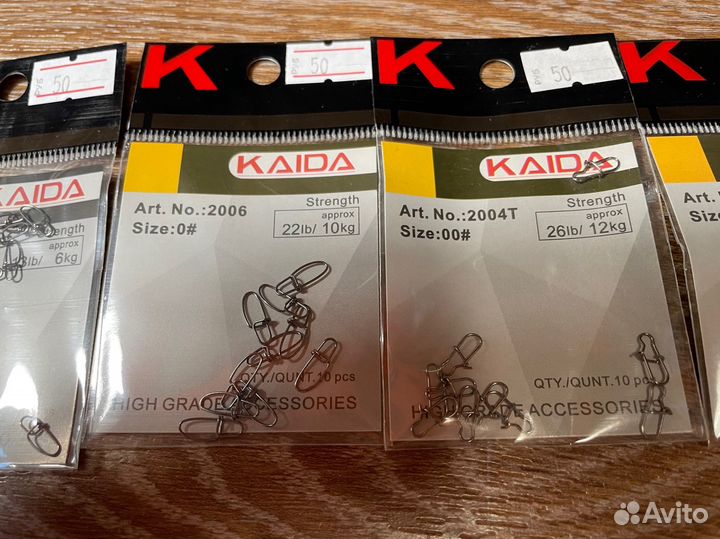 50
KAIDA
Strength
approx
6kg
K
РУБ 50
KAIDA
Art. No.:2006
Size:0#
Strength
approx
22lb/ 10kg
QTY./QUNT.10 pcs
HIGH GRADE ACCESSORIES
K
РУБ 50
KAIDA
Art. No.:2004T
Size:00#
Strength
approx
26lb/ 12kg
QTY./QUNT.10 pcs
HIGH GRADE ACCESSORIES
K
Avito